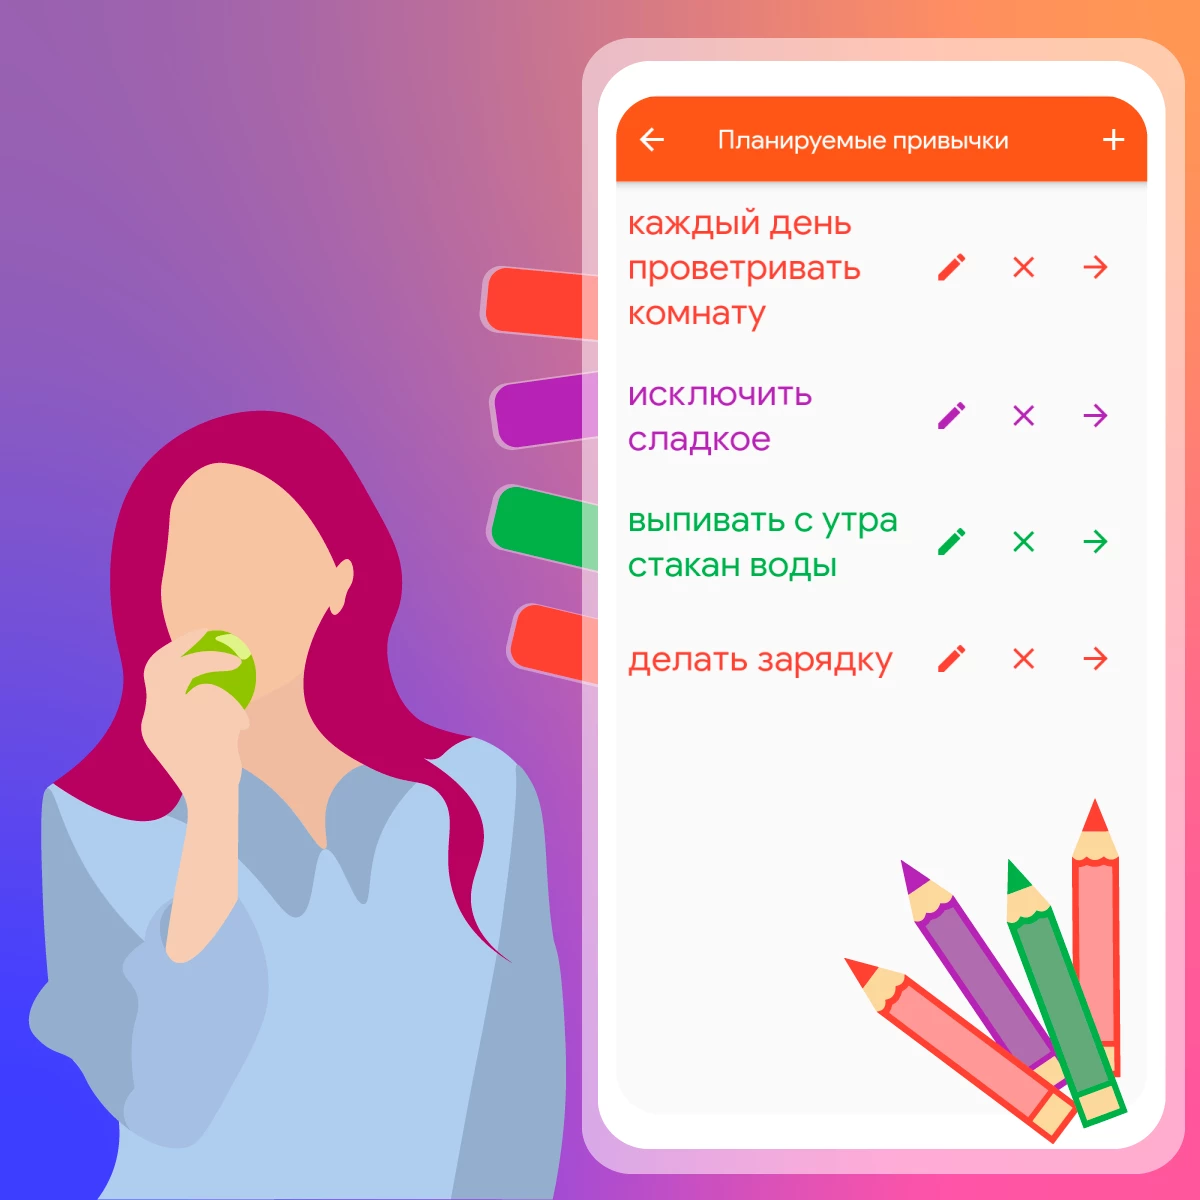 Планируемые привычки
каждый день
проветривать
комнату
исключить
сладкое
выпивать с утра
стакан воды
делать зарядку